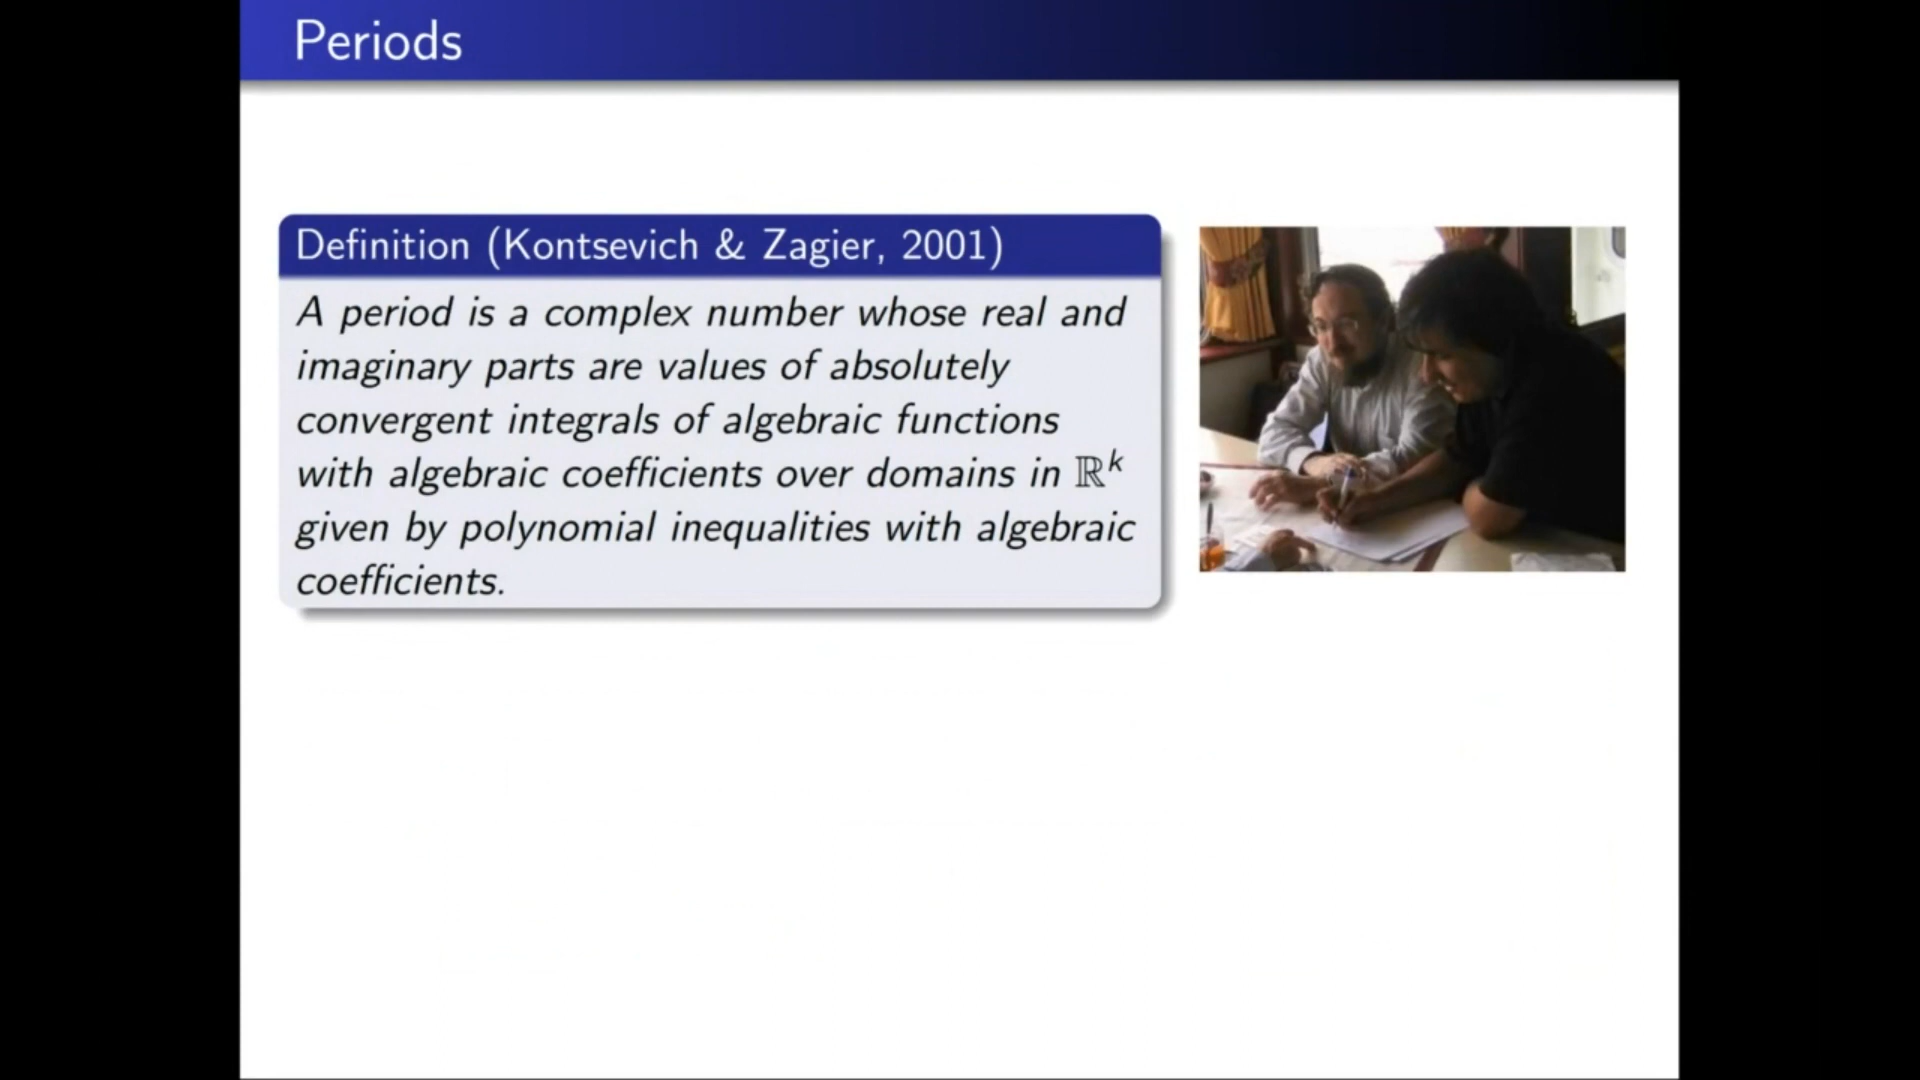 Periods
Definition (Kontsevich & Zagier, 2001)
A period is a complex number whose real and
imaginary parts are values of absolutely
convergent integrals of algebraic functions
with algebraic coefficients over domains in ℝᵏ
given by polynomial inequalities with algebraic
coefficients.